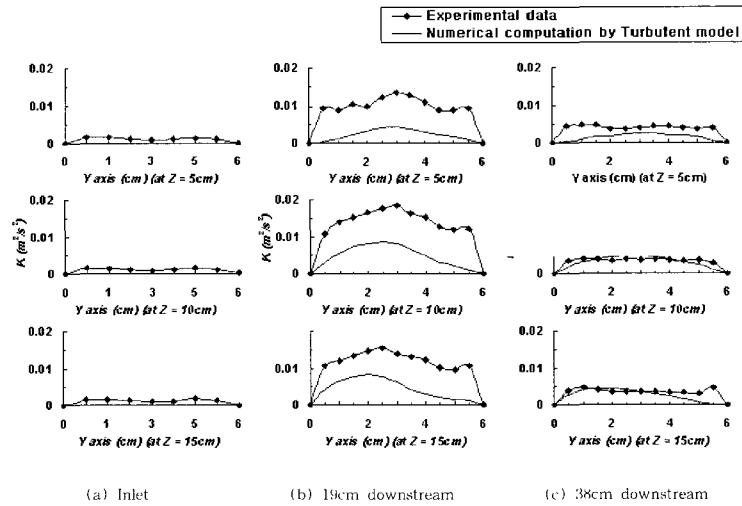 Experimental data
Numerical computation by Turbulent model
0.02
0.01
0
0 1 3 5 6
Y axis (cm) (at Z = 5cm)
0.02
0.01
0
0 2 4 6
Y axis (cm) (at Z = 5cm)
0.02
0.01
0
0 2 4 6
Y axis (cm) (at Z = 5cm)
K (m²/s²)
0.02
0.01
0
0 1 3 5 6
Y axis (cm) (at Z = 10cm)
K (m²/s²)
0.02
0.01
0
0 2 4 6
Y axis (cm) (at Z = 10cm)
0
0 2 4 6
Y axis (cm) (at Z = 10cm)
0.02
0.01
0
0 1 3 5 6
Y axis (cm) (at Z = 15cm)
0.02
0.01
0
0 2 4 6
Y axis (cm) (at Z = 15cm)
0.02
0.01
0
0 2 4 6
Y axis (cm) (at Z = 15cm)
(a) Inlet
(b) 19cm downstream
(c) 38cm downstream